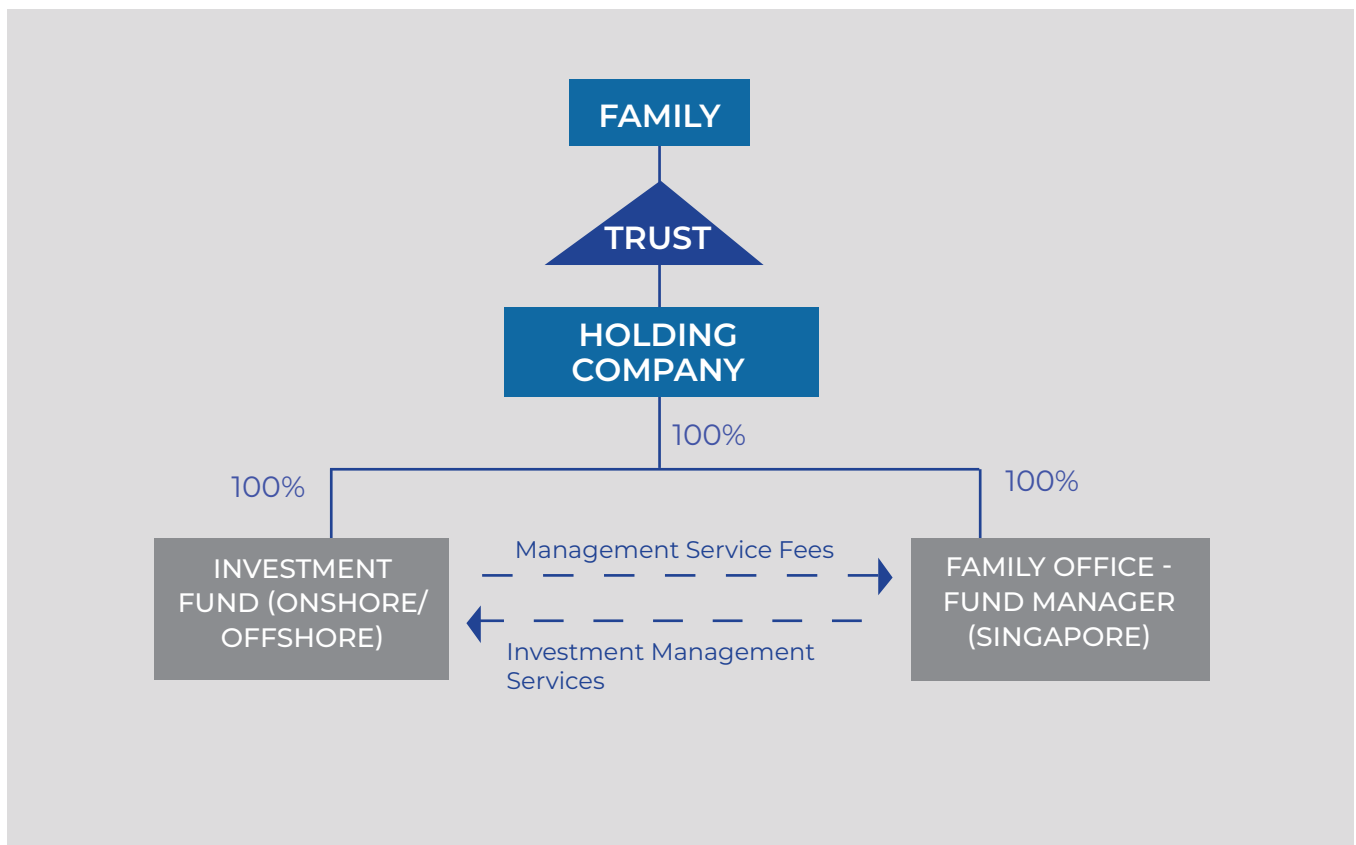 FAMILY
TRUST
HOLDING
COMPANY
100%
100%
100%
INVESTMENT
FUND (ONSHORE/
OFFSHORE)
Management Service Fees
Investment Management
Services
FAMILY OFFICE -
FUND MANAGER
(SINGAPORE)